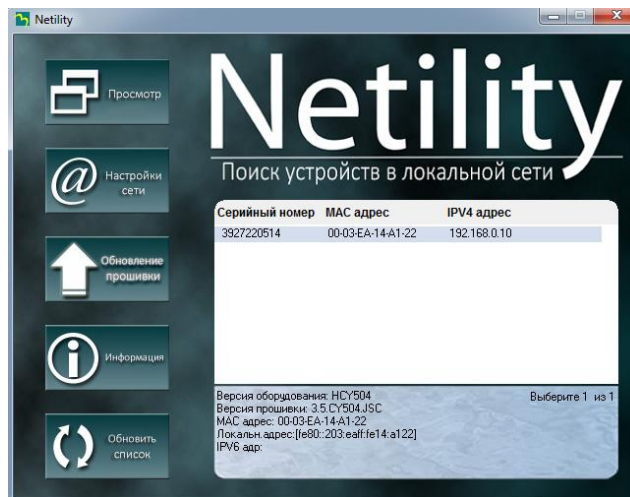 Netility
Netility
Поиск устройств в локальной сети
Просмотр
Настройки
сети
Обновление
прошивки
Информация
Обновить
список
Серийный номер MAC адрес IPV4 адрес
3927220514 00-03-EA-14-A1-22 192.168.0.10
Версия оборудования: HCY504 Выберите 1 из 1
Версия прошивки: 3.5.CY504.JSC
MAC адрес: 00-03-EA-14-A1-22
Локальн.адрес:[fe80::203:eaff:fe14:a122]
IPV6 адр: